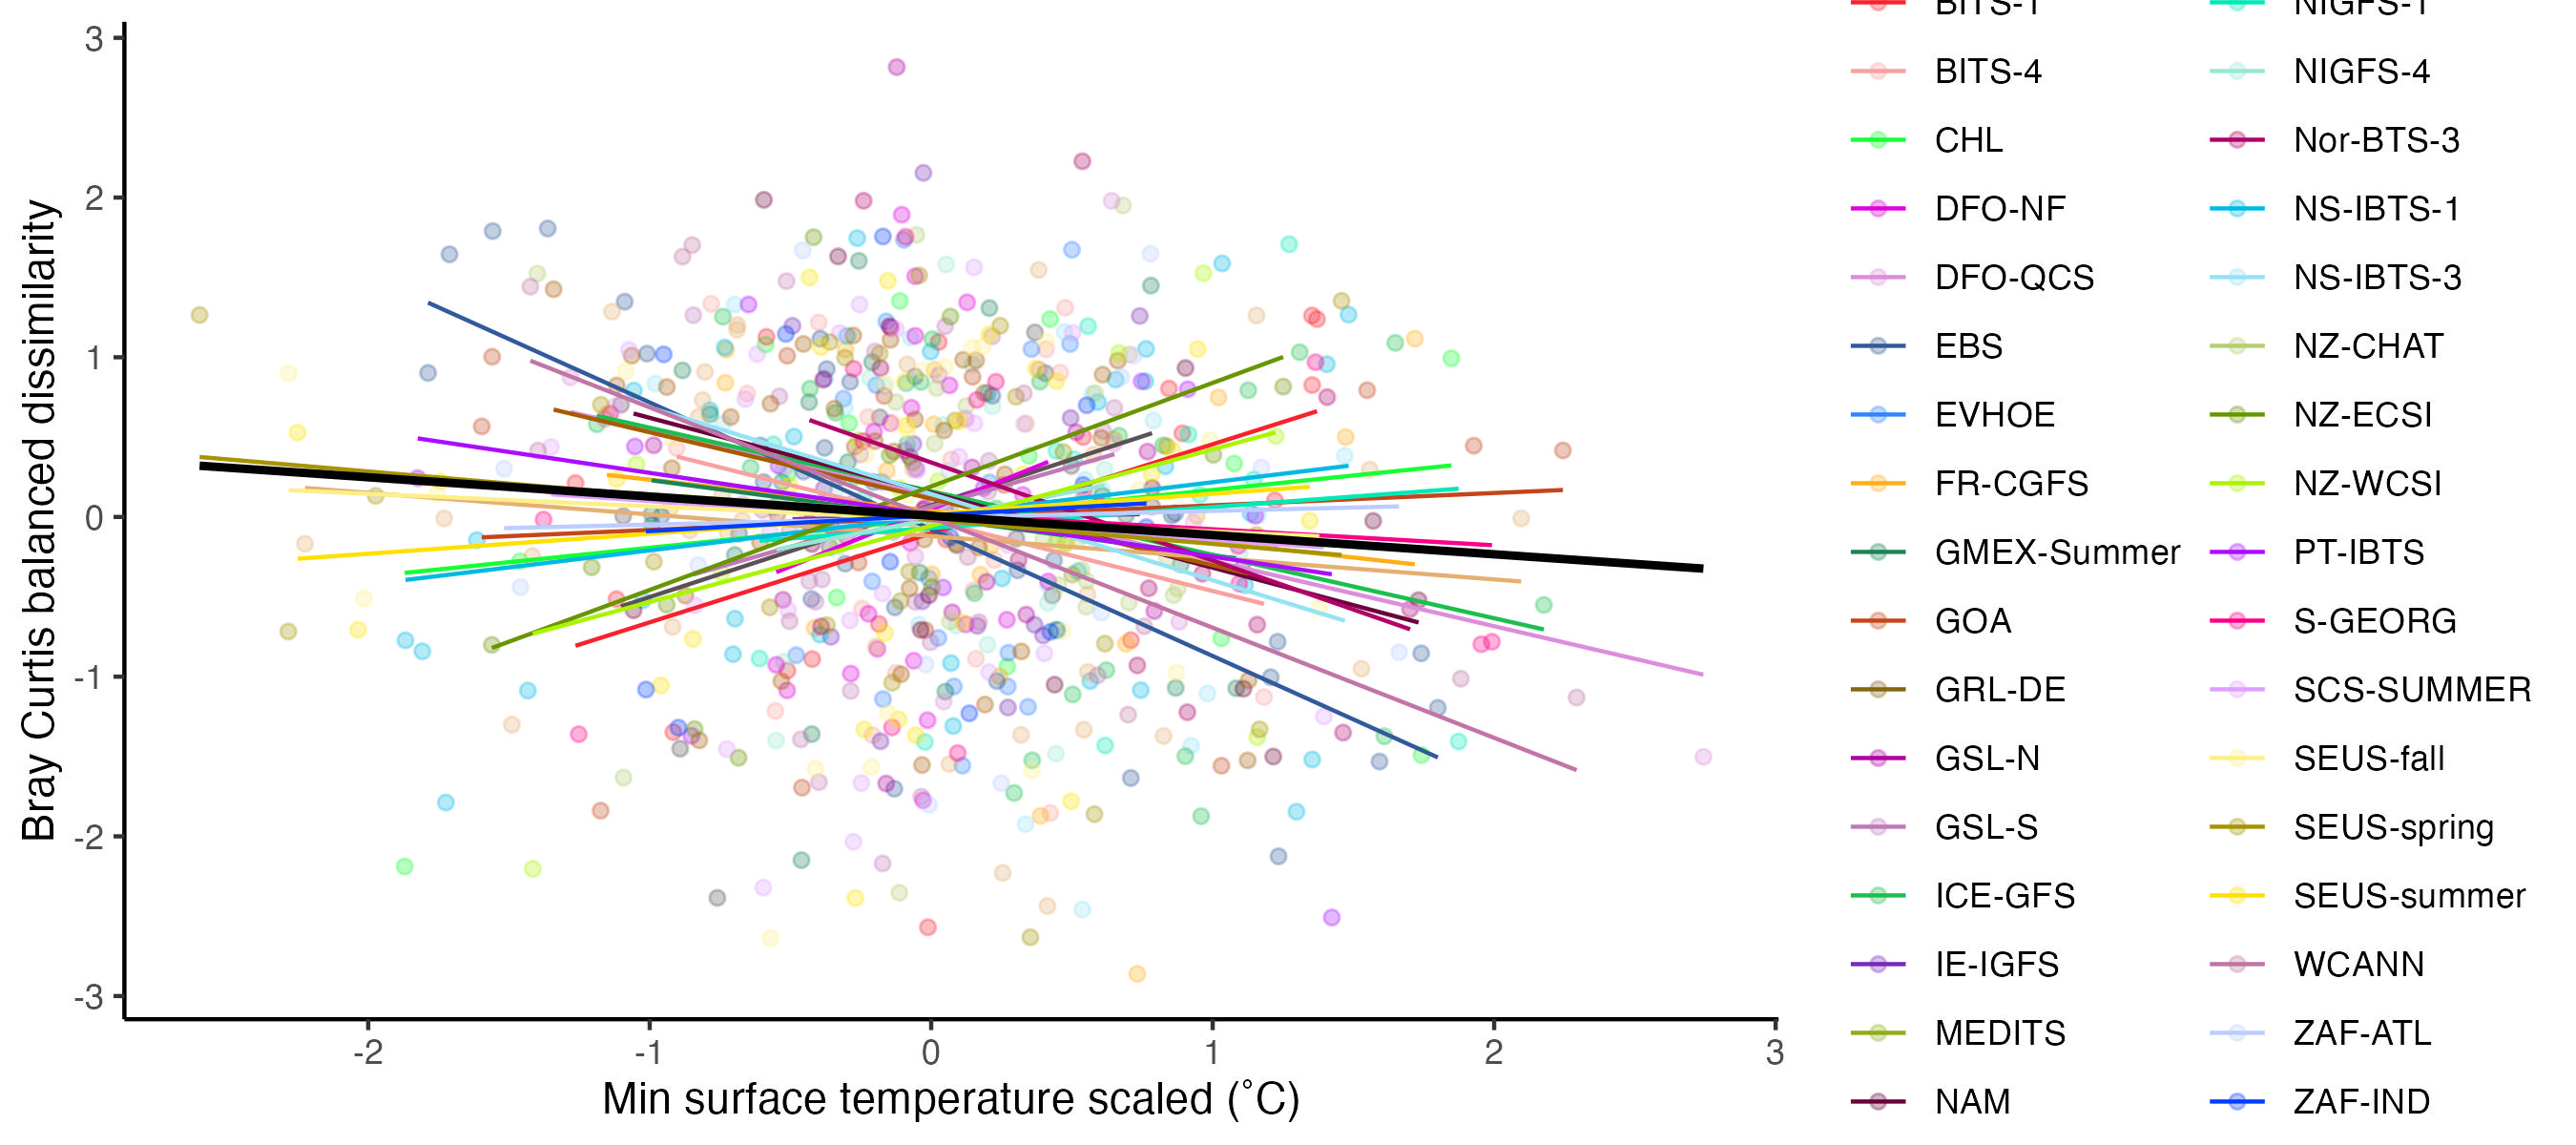 3
2
1
0
-1
-2
-3
-2
-1
0
1
2
3
Bray Curtis balanced dissimilarity
Min surface temperature scaled (˚C)
BITS-1
BITS-4
CHL
DFO-NF
DFO-QCS
EBS
EVHOE
FR-CGFS
GMEX-Summer
GOA
GRL-DE
GSL-N
GSL-S
ICE-GFS
IE-IGFS
MEDITS
NAM
NIGFS-1
NIGFS-4
Nor-BTS-3
NS-IBTS-1
NS-IBTS-3
NZ-CHAT
NZ-ECSI
NZ-WCSI
PT-IBTS
S-GEORG
SCS-SUMMER
SEUS-fall
SEUS-spring
SEUS-summer
WCANN
ZAF-ATL
ZAF-IND